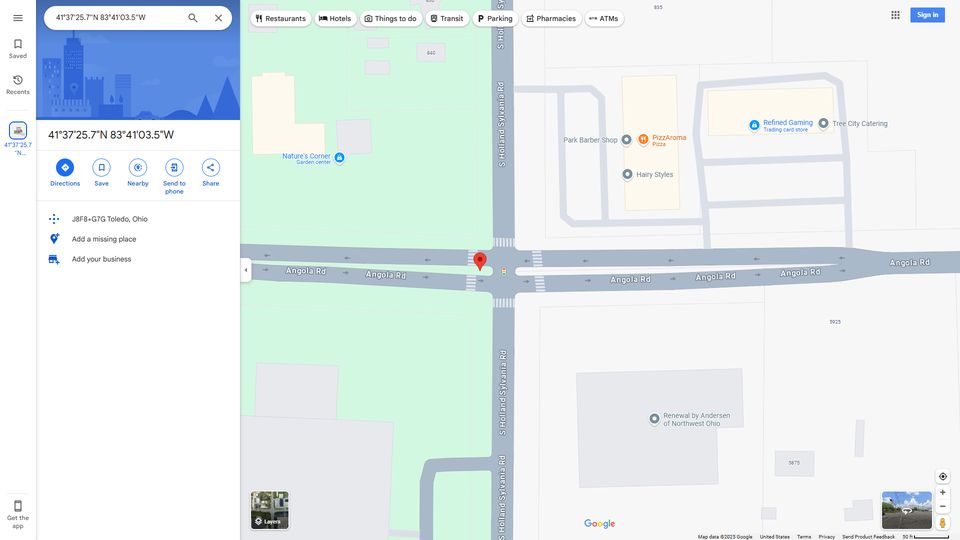 41°37'25.7"N 83°41'03.5"W
Restaurants
Hotels
Things to do
Transit
Parking
Pharmacies
ATMs
Sign in
Saved
Recents
41°37'25.7
"N...
41°37'25.7"N 83°41'03.5"W
Directions
Save
Nearby
Send to
phone
Share
J8F8+G7G Toledo, Ohio
Add a missing place
Add your business
Get the
app
835
840
S Holland Sylvania Rd
S Holland Sylvania Rd
Nature's Corner
Garden center
Park Barber Shop
PizzAroma
Pizza
Hairy Styles
Refined Gaming
Trading card store
Tree City Catering
Angola Rd
Angola Rd
Angola Rd
Angola Rd
Angola Rd
Angola Rd
5925
S Holland Sylvania Rd
Renewal by Andersen
of Northwest Ohio
S Holland Sylvania Rd
5875
Layers
Google
Map data ©2025 Google
United States
Terms
Privacy
Send Product Feedback
50 ft